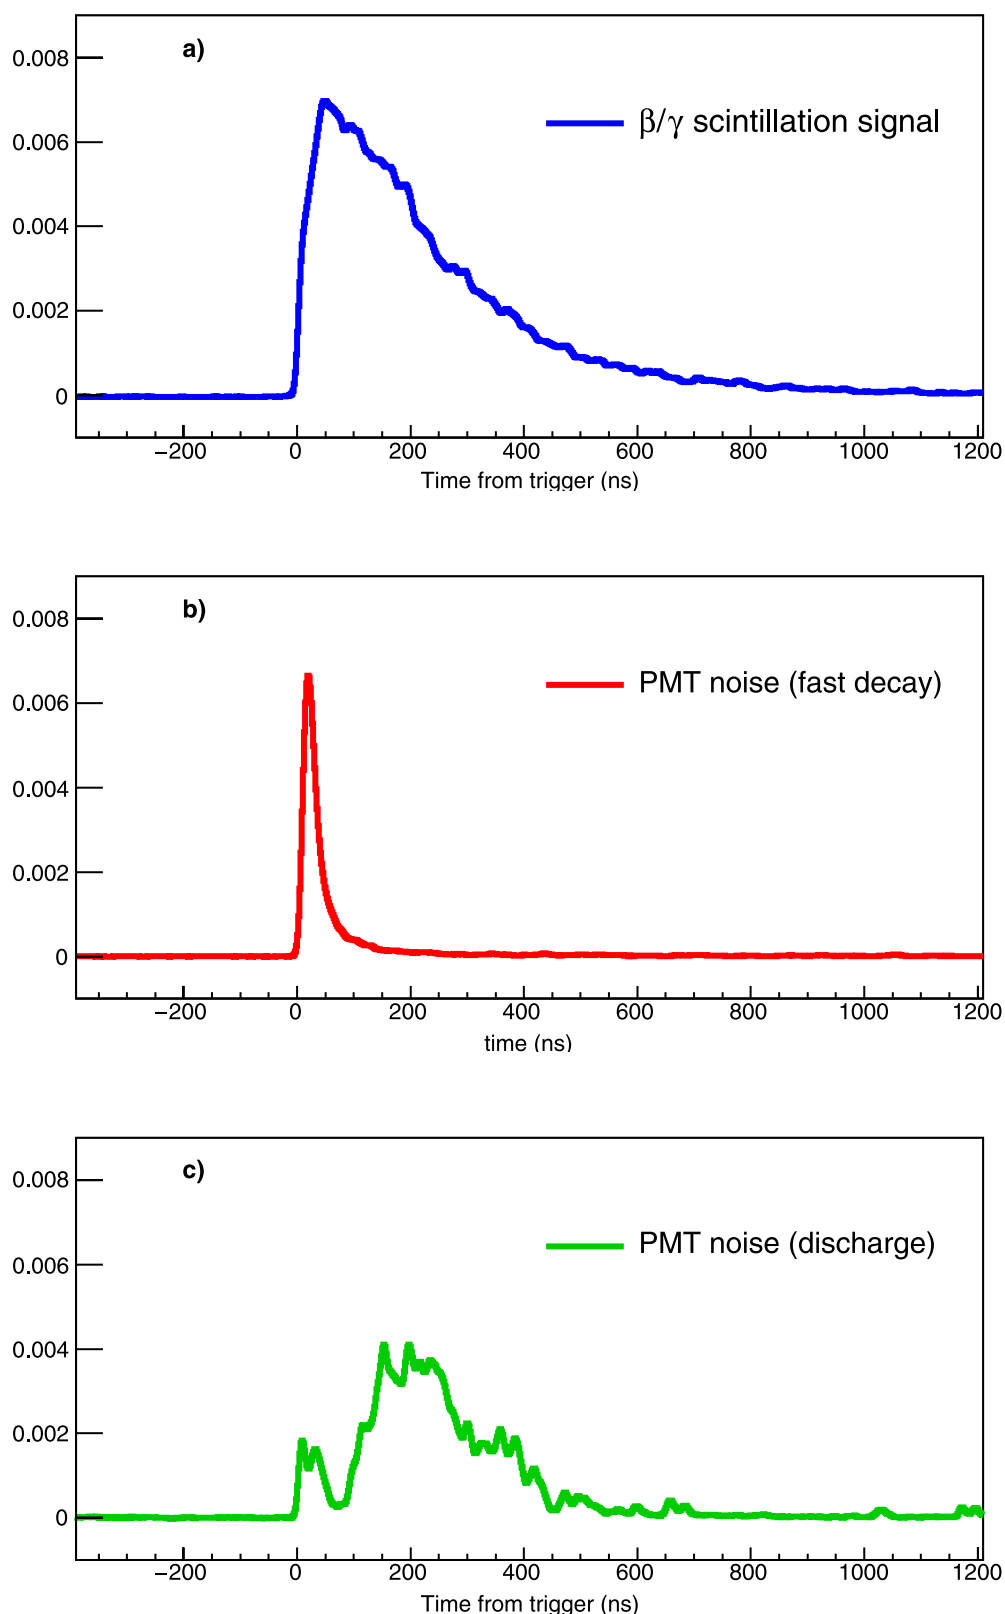 a)
0.008
β/γ scintillation signal
0.006
0.004
0.002
0
−200 0 200 400 600 800 1000 1200
Time from trigger (ns)
b)
0.008
PMT noise (fast decay)
0.006
0.004
0.002
0
−200 0 200 400 600 800 1000 1200
time (ns)
c)
0.008
PMT noise (discharge)
0.006
0.004
0.002
0
−200 0 200 400 600 800 1000 1200
Time from trigger (ns)